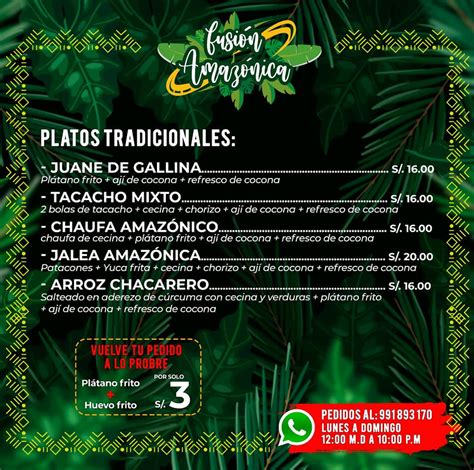 fusión
Amazónica
PLATOS TRADICIONALES:
- JUANE DE GALLINA............ S/. 16.00
Plátano frito + ají de cocona + refresco de cocona
- TACACHO MIXTO............ S/. 16.00
2 bolas de tacacho + cecina + chorizo + ají de cocona + refresco de cocona
- CHAUFA AMAZÓNICO............ S/. 16.00
chaufa de cecina + plátano frito + ají de cocona + refresco de cocona
- JALEA AMAZÓNICA............ S/. 20.00
Patacones + Yuca frita + cecina + chorizo + ají de cocona + refresco de cocona
- ARROZ CHACARERO............ S/. 16.00
Salteado en aderezo de cúrcuma con cecina y verduras + plátano frito
+ ají de cocona + refresco de cocona
VUELVE TU PEDIDO
A LO PROBRE
Plátano frito
+
Huevo frito
POR SOLO
S/. 3
PEDIDOS AL: 991 893 170
LUNES A DOMINGO
12:00 M.D A 10:00 P.M